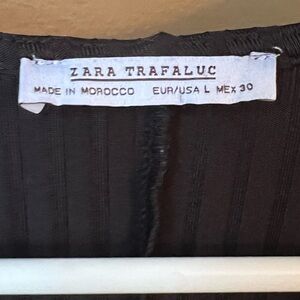 ZARA TRAFALUC
MADE IN MOROCCO EUR/USA L MEX 30